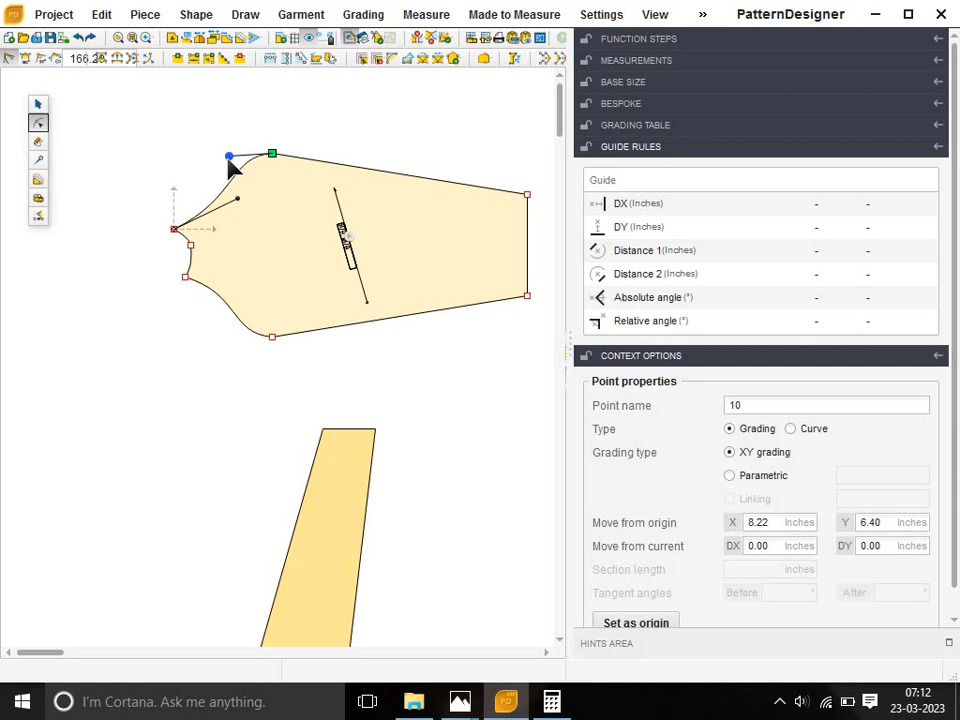 Project Edit Piece Shape Draw Garment Grading Measure Made to Measure Settings View » PatternDesigner
FUNCTION STEPS
MEASUREMENTS
BASE SIZE
BESPOKE
GRADING TABLE
GUIDE RULES
Guide
DX (Inches) - -
DY (Inches) - -
Distance 1 (Inches) - -
Distance 2 (Inches) - -
Absolute angle (°) - -
Relative angle (°) - -
CONTEXT OPTIONS
Point properties
Point name 10
Type Grading Curve
Grading type XY grading
Parametric
Linking
Move from origin X 8.22 Inches Y 6.40 Inches
Move from current DX 0.00 Inches DY 0.00 Inches
Section length inches
Tangent angles Before ° After °
Set as origin
HINTS AREA
I'm Cortana. Ask me anything.
07:12
23-03-2023